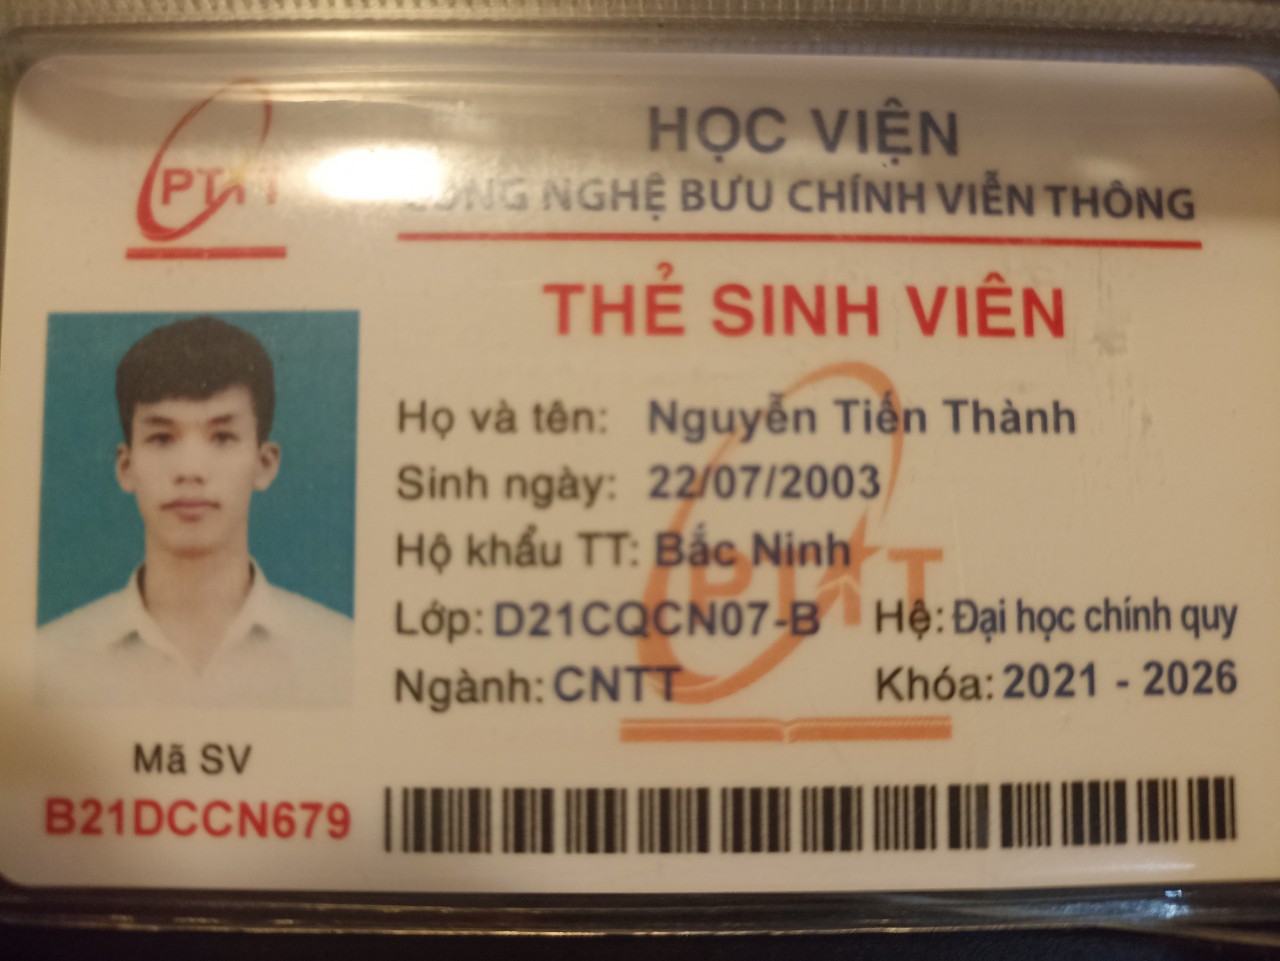 PTIT
HỌC VIỆN
CÔNG NGHỆ BƯU CHÍNH VIỄN THÔNG
THẺ SINH VIÊN
Họ và tên: Nguyễn Tiến Thành
Sinh ngày: 22/07/2003
Hộ khẩu TT: Bắc Ninh
PTIT
Lớp: D21CQCN07-B Hệ: Đại học chính quy
Ngành: CNTT Khóa: 2021 - 2026
Mã SV
B21DCCN679